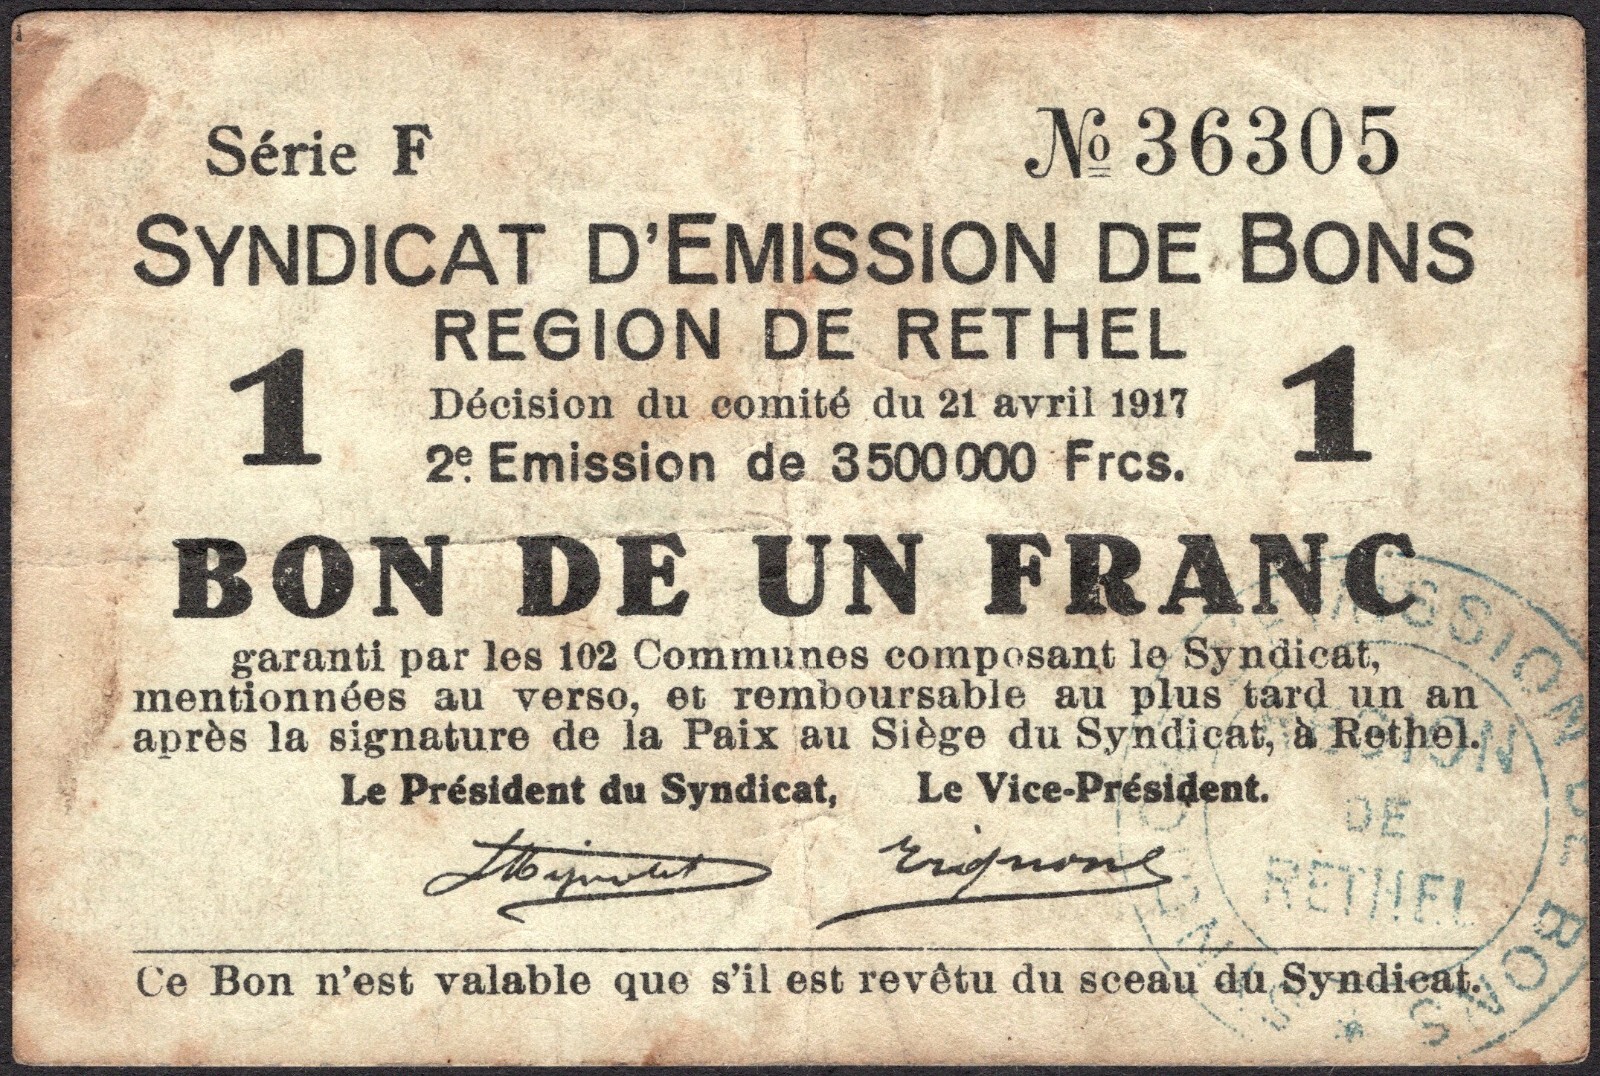 Série F
№ 36305
SYNDICAT D'EMISSION DE BONS
REGION DE RETHEL
1
1
Décision du comité du 21 avril 1917
2e. Emission de 3500000 Frcs.
BON DE UN FRANC
garanti par les 102 Communes composant le Syndicat,
mentionnées au verso, et remboursable au plus tard un an
après la signature de la Paix au Siège du Syndicat, à Rethel.
Le Président du Syndicat,
Le Vice-Président.
Ce Bon n'est valable que s'il est revêtu du sceau du Syndicat.
EMISSION DE BONS
REGION
DE
RETHEL